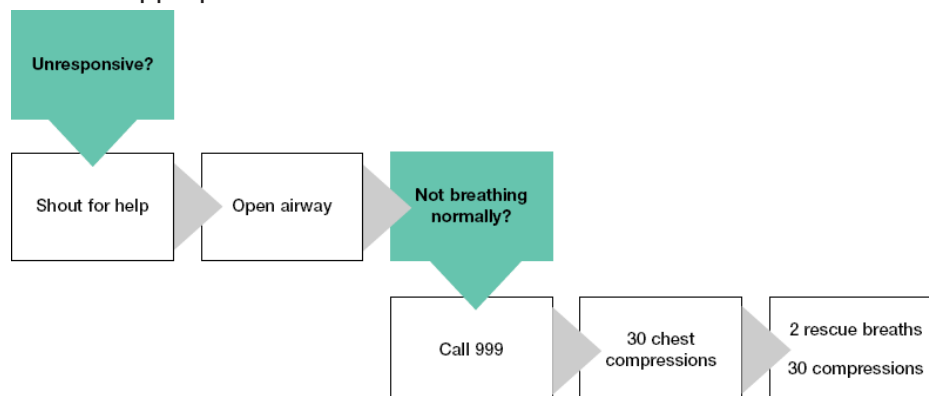 Unresponsive?
Shout for help
Open airway
Not breathing
normally?
Call 999
30 chest
compressions
2 rescue breaths
30 compressions